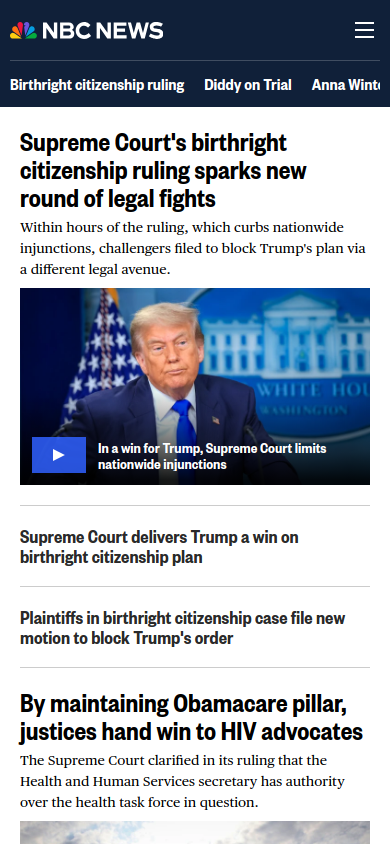 NBC NEWS
Birthright citizenship ruling Diddy on Trial Anna Wint
Supreme Court's birthright
citizenship ruling sparks new
round of legal fights
Within hours of the ruling, which curbs nationwide
injunctions, challengers filed to block Trump's plan via
a different legal avenue.
WHITE HOU
WASHINGTON
In a win for Trump, Supreme Court limits
nationwide injunctions
Supreme Court delivers Trump a win on
birthright citizenship plan
Plaintiffs in birthright citizenship case file new
motion to block Trump's order
By maintaining Obamacare pillar,
justices hand win to HIV advocates
The Supreme Court clarified in its ruling that the
Health and Human Services secretary has authority
over the health task force in question.